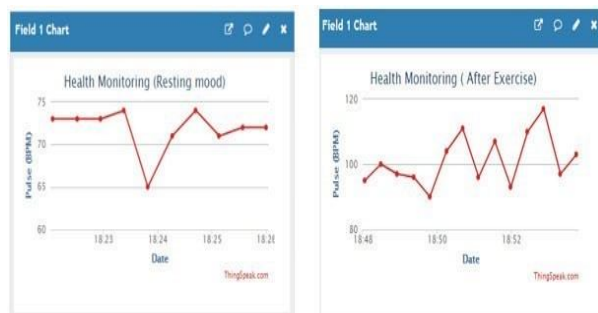 Field 1 Chart
Health Monitoring (Resting mood)
Pulse (BPM)
75
70
65
60
18:23
18:24
18:25
18:26
Date
ThingSpeak.com
Field 1 Chart
Health Monitoring ( After Exercise)
Pulse (BPM)
120
100
80
18:48
18:50
18:52
Date
ThingSpeak.com